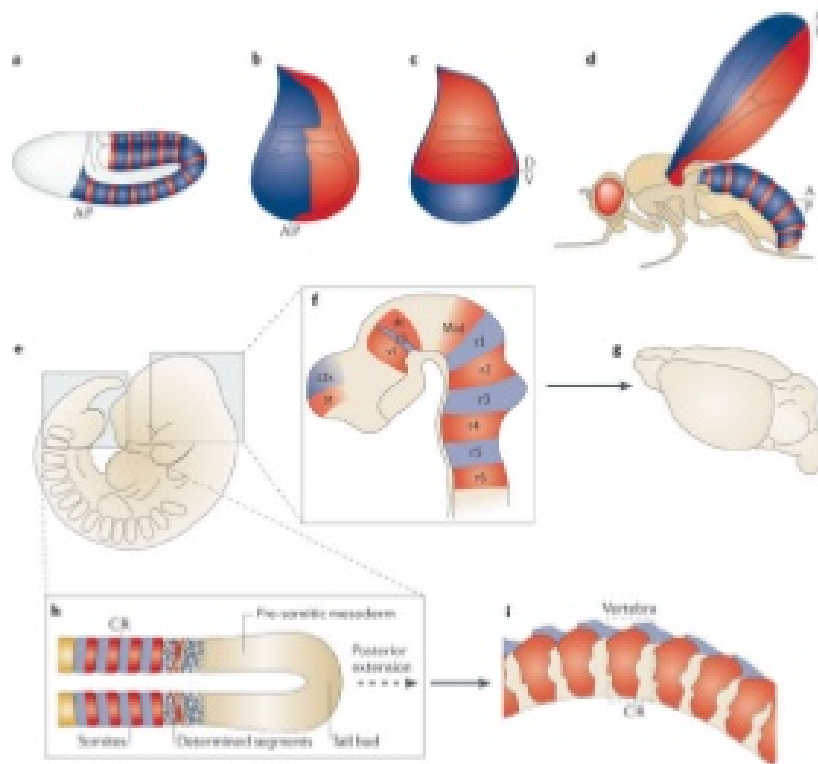 a
b
c
d
A P
A P
D
V
A
P
e
f
g
Mid
r1
r2
r3
r4
r5
r6
h
CR
Pre-somitic mesoderm
Posterior
extension
Somites
Determined segments
Tail bud
i
Vertebra
CR